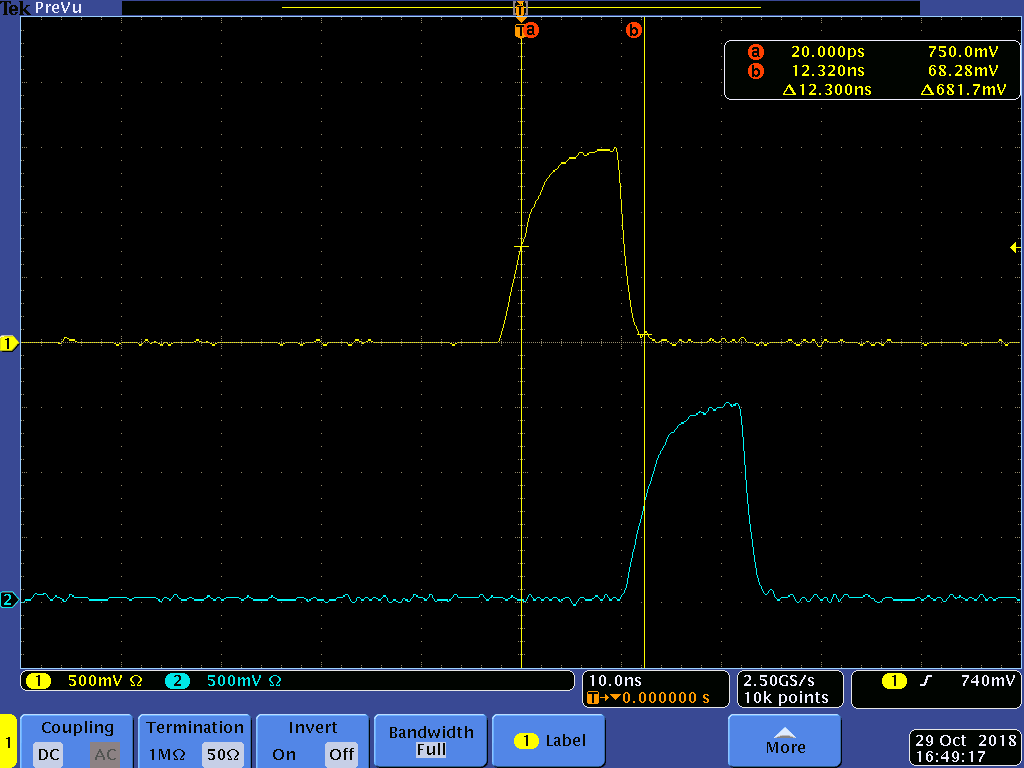 Tek PreVu
T
T a b
a 20.000ps 750.0mV
b 12.320ns 68.28mV
Δ12.300ns Δ681.7mV
1
2
1 500mV Ω 2 500mV Ω
10.0ns
T→▼0.000000 s
2.50GS/s
10k points
1 ʃ 740mV
1
Coupling
DC AC
Termination
1MΩ 50Ω
Invert
On Off
Bandwidth
Full
1 Label
More
29 Oct 2018
16:49:17